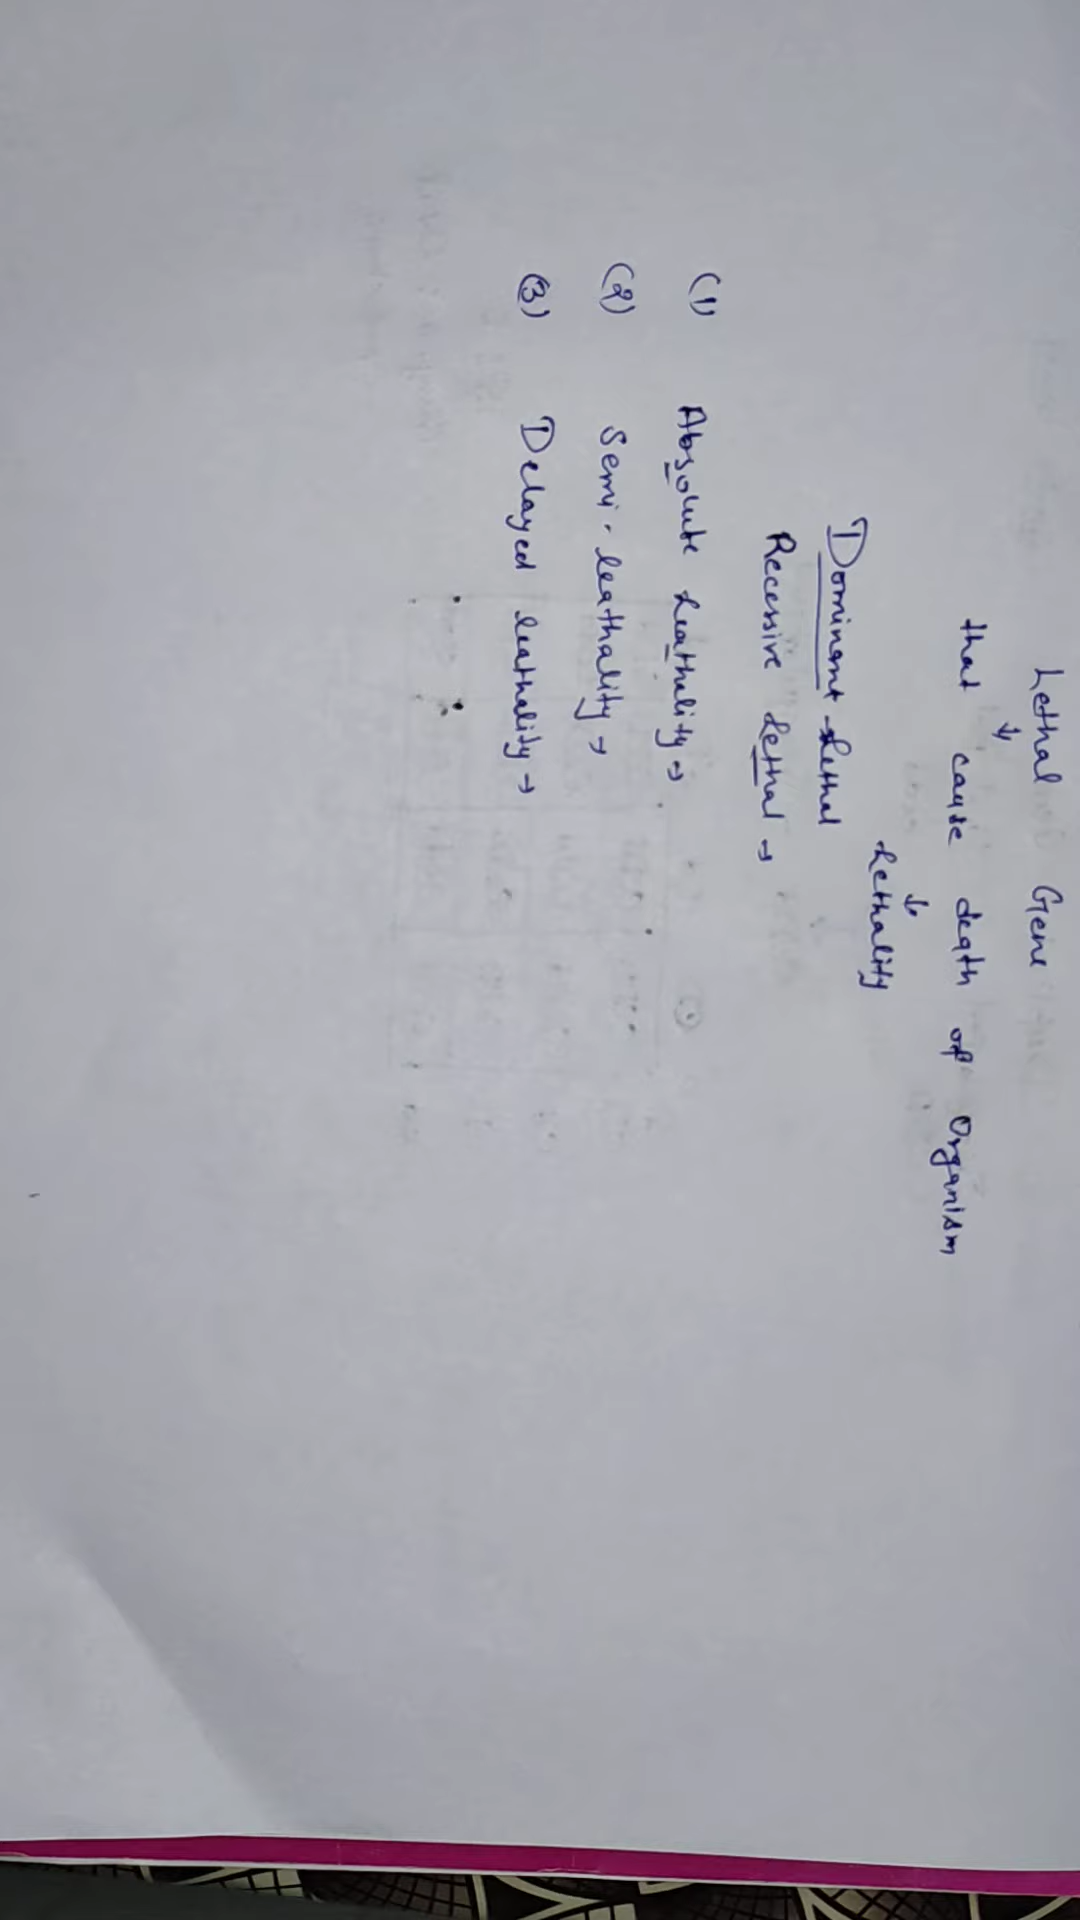 Lethal Gene
↓
that cause death of Organism
↓
Lethality
Dominant Lethal
Recessive Lethal →
(1) Absolute Leathality →
(2) Semi-leathality →
(3) Delayed leathality →